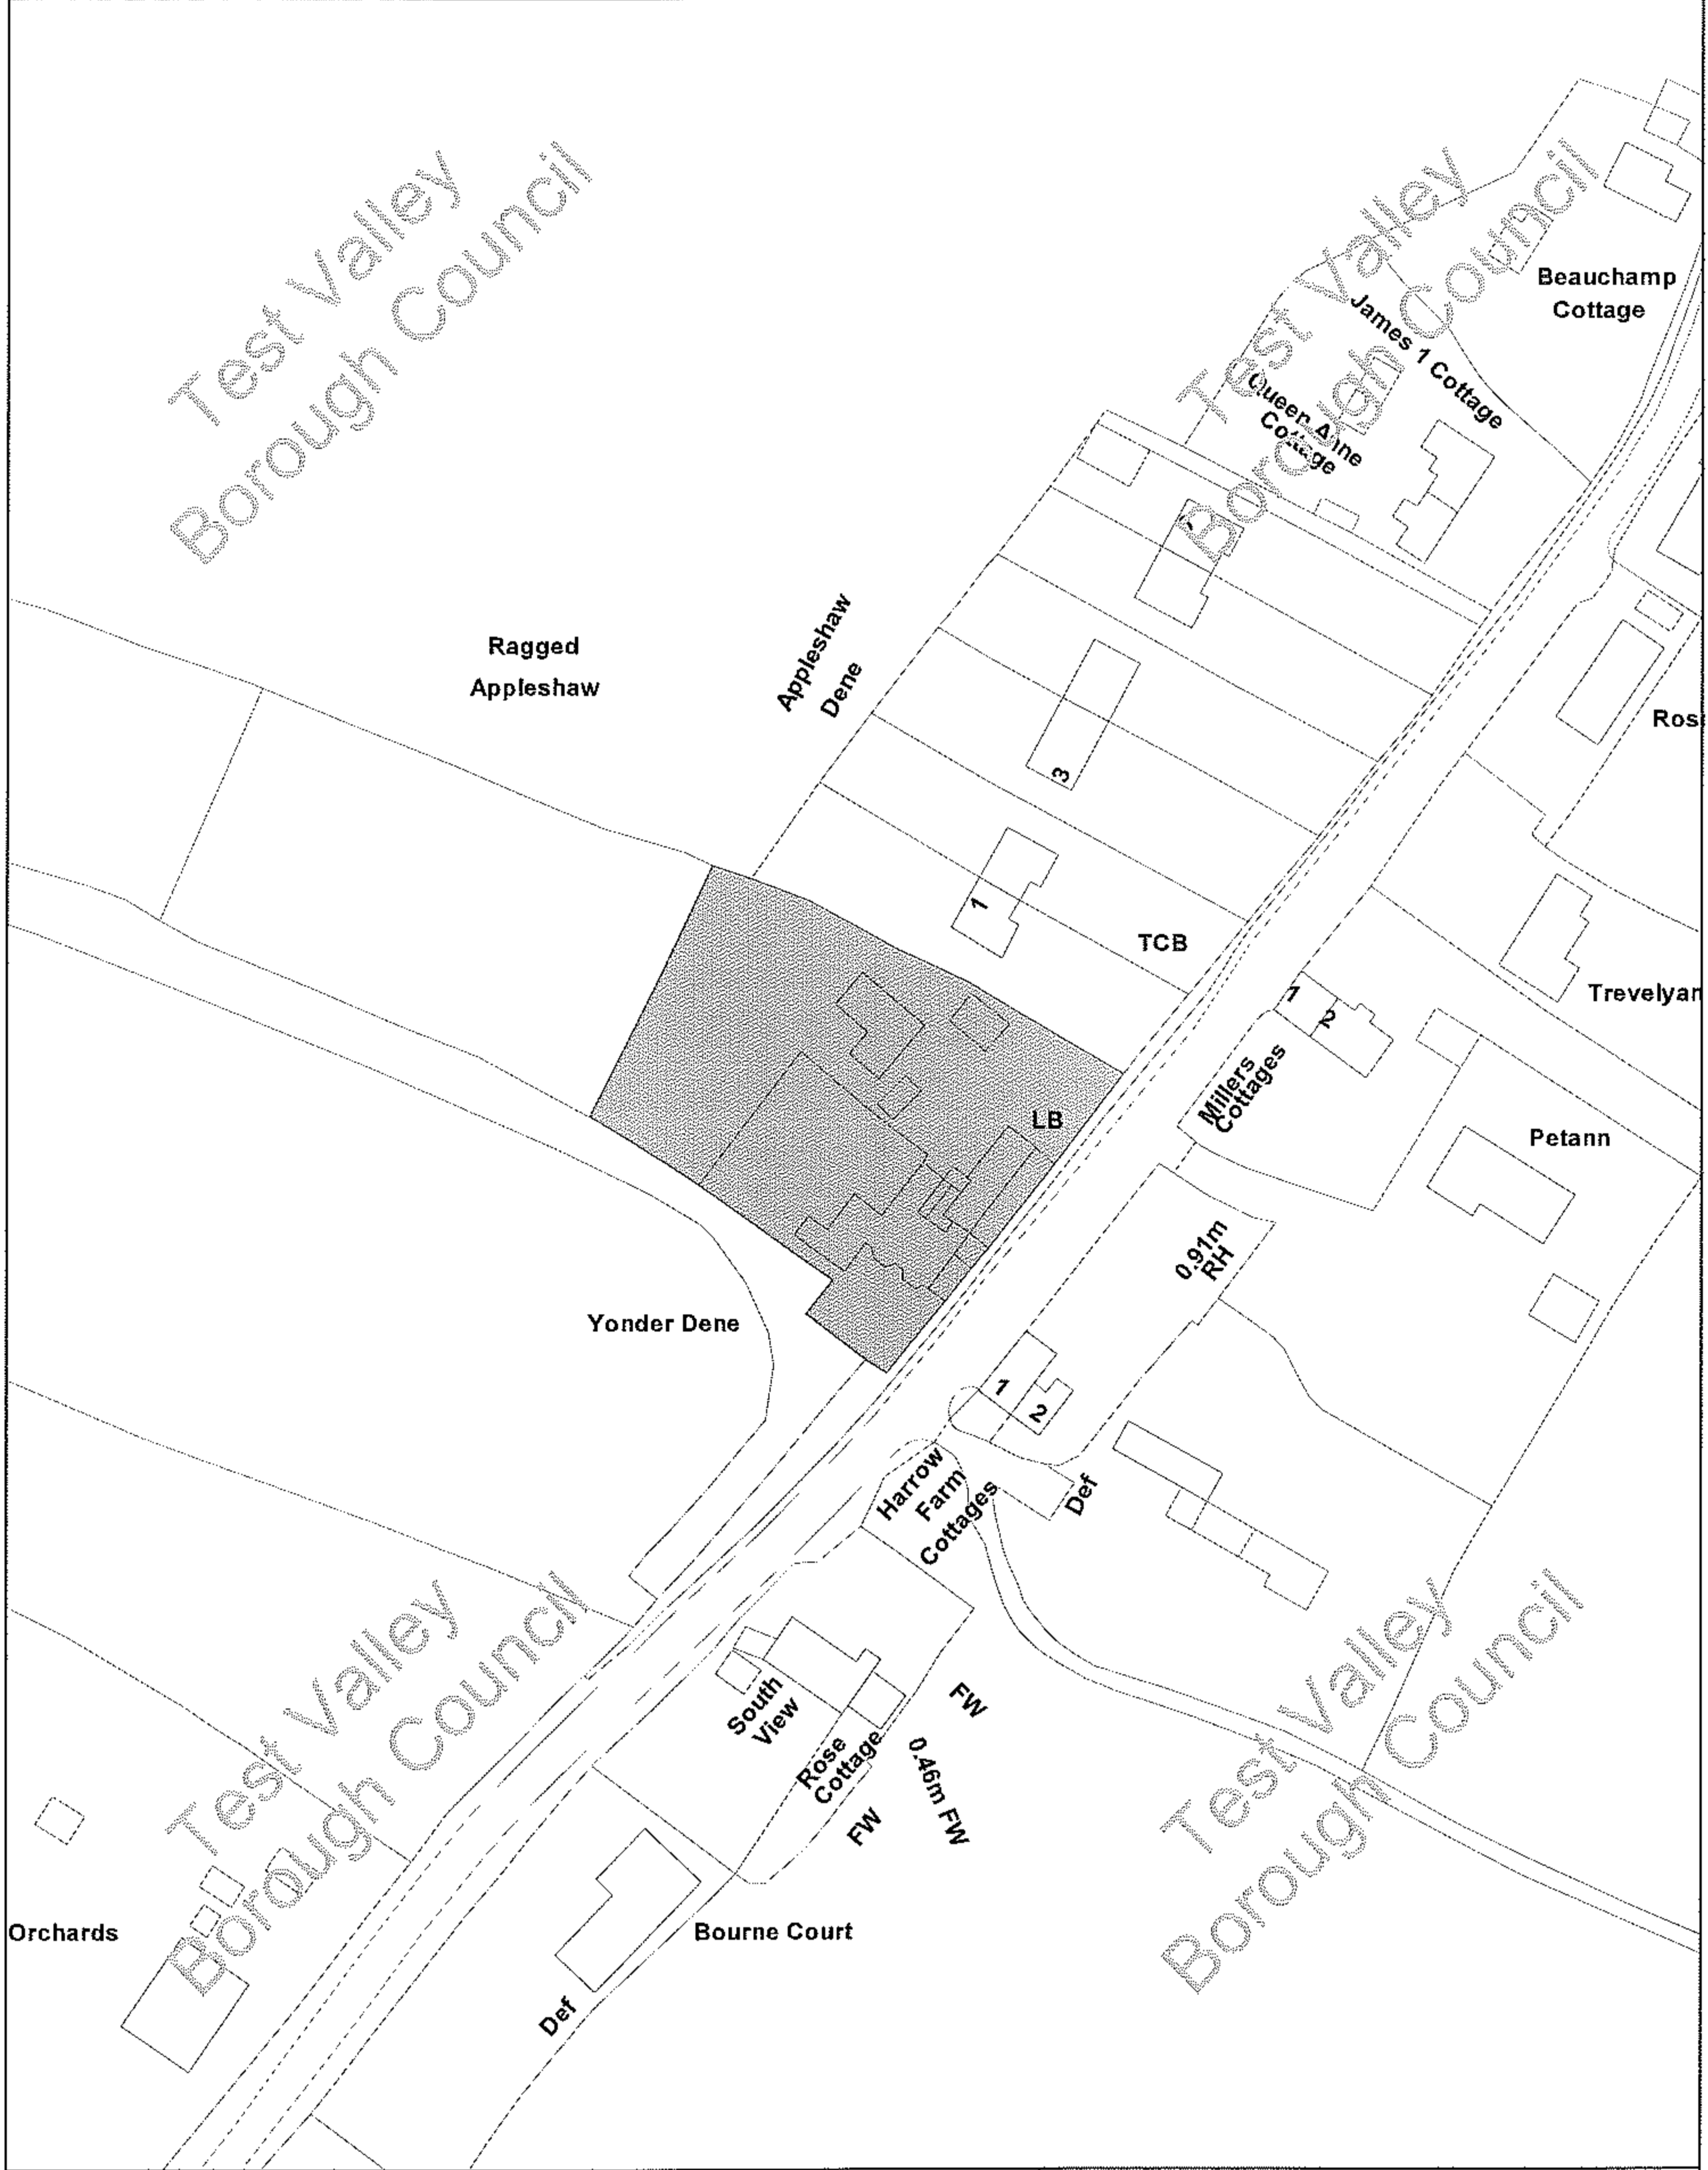 Test Valley
Borough Council
Test Valley
Borough Council
Beauchamp
Cottage
James 1 Cottage
Queen Anne
Cottage
Ragged
Appleshaw
Appleshaw
Dene
Ros
3
1
TCB
Trevelyan
1
2
Millers
Cottages
LB
Petann
0.91m
RH
Yonder Dene
1
2
Harrow
Farm
Cottages
Def
Test Valley
Borough Council
Test Valley
Borough Council
South
View
Rose
Cottage
FW
0.46m FW
FW
Orchards
Bourne Court
Def